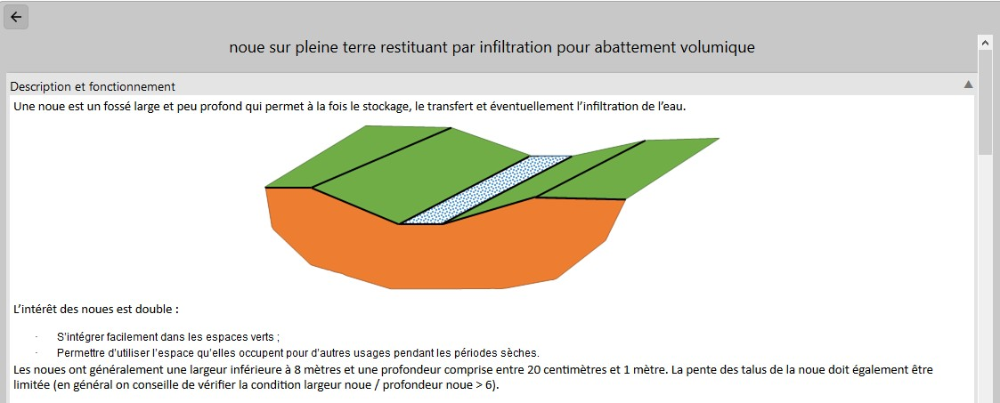 noue sur pleine terre restituant par infiltration pour abattement volumique
Description et fonctionnement
Une noue est un fossé large et peu profond qui permet à la fois le stockage, le transfert et éventuellement l'infiltration de l'eau.
L'intérêt des noues est double :
· S'intégrer facilement dans les espaces verts ;
· Permettre d'utiliser l'espace qu'elles occupent pour d'autres usages pendant les périodes sèches.
Les noues ont généralement une largeur inférieure à 8 mètres et une profondeur comprise entre 20 centimètres et 1 mètre. La pente des talus de la noue doit également être
limitée (en général on conseille de vérifier la condition largeur noue / profondeur noue > 6).